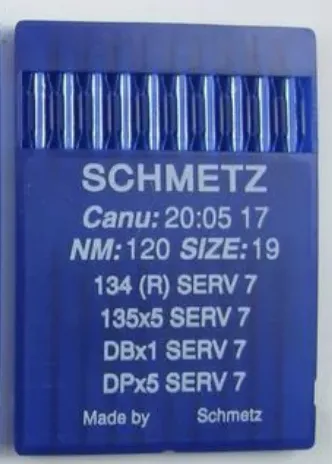 SCHMETZ
Canu: 20:05 17
NM: 120 SIZE: 19
134 (R) SERV 7
135x5 SERV 7
DBx1 SERV 7
DPx5 SERV 7
Made by Schmetz